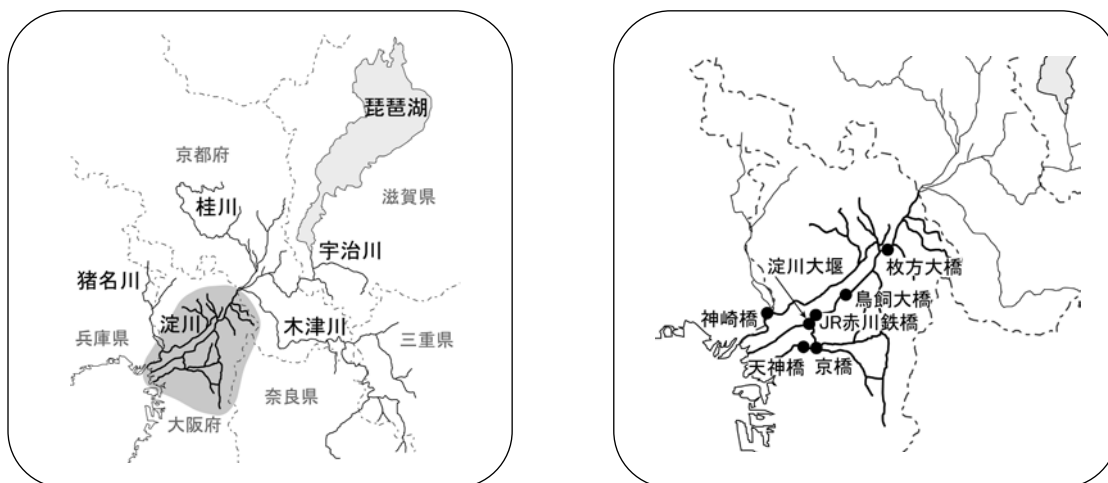 琵琶湖
京都府
滋賀県
桂川
宇治川
猪名川
淀川
木津川
兵庫県
三重県
奈良県
大阪府
淀川大堰
枚方大橋
鳥飼大橋
神崎橋
JR赤川鉄橋
天神橋
京橋